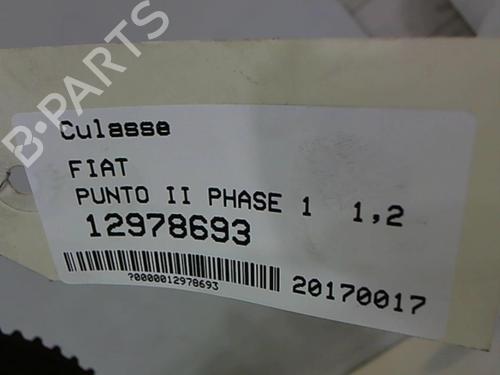 B-PARTS
Culasse
FIAT
PUNTO II PHASE 1 1,2
12978693
?0000012978693
20170017